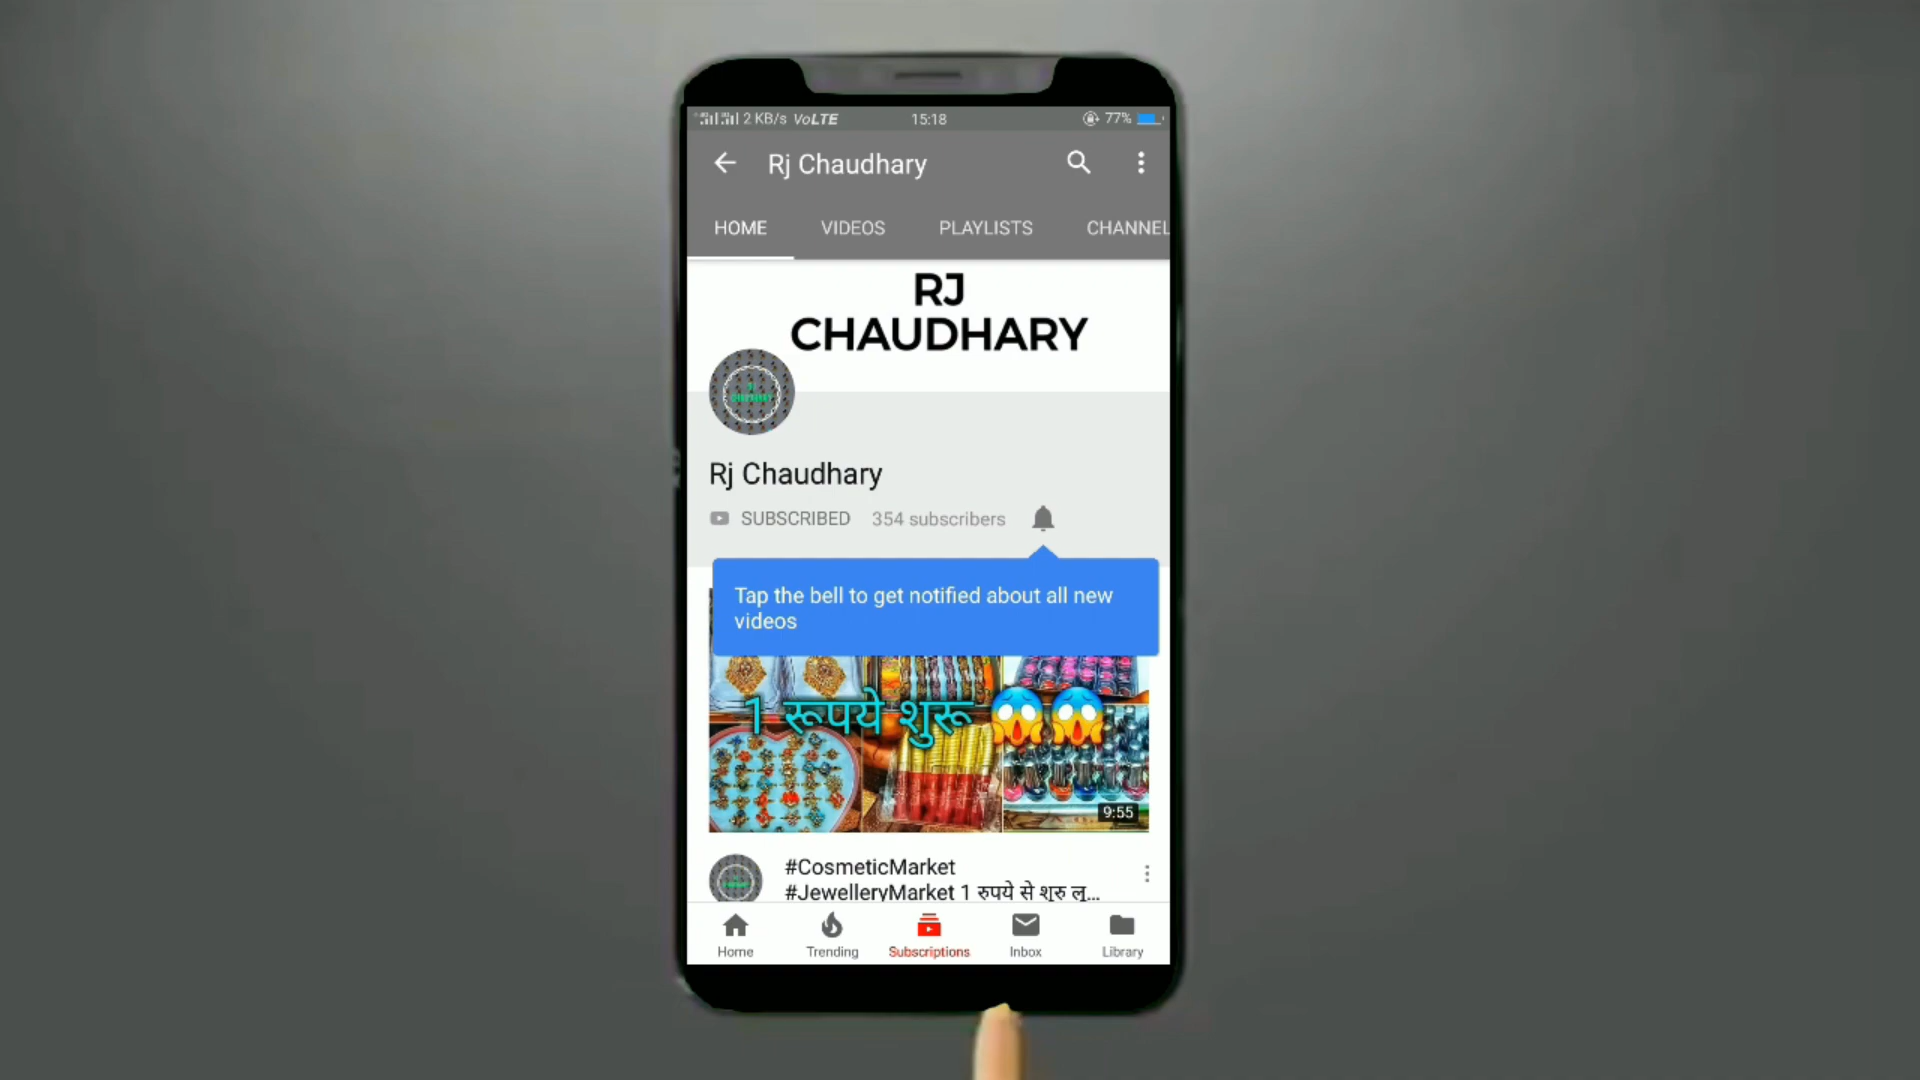 2 KB/s VoLTE 15:18 77%
Rj Chaudhary
HOME VIDEOS PLAYLISTS CHANNEL
RJ
CHAUDHARY
Rj Chaudhary
SUBSCRIBED 354 subscribers
Tap the bell to get notified about all new
videos
1 रूपये शुरू
9:55
#CosmeticMarket
#JewelleryMarket 1 रुपये से शुरु लू...
Home Trending Subscriptions Inbox Library